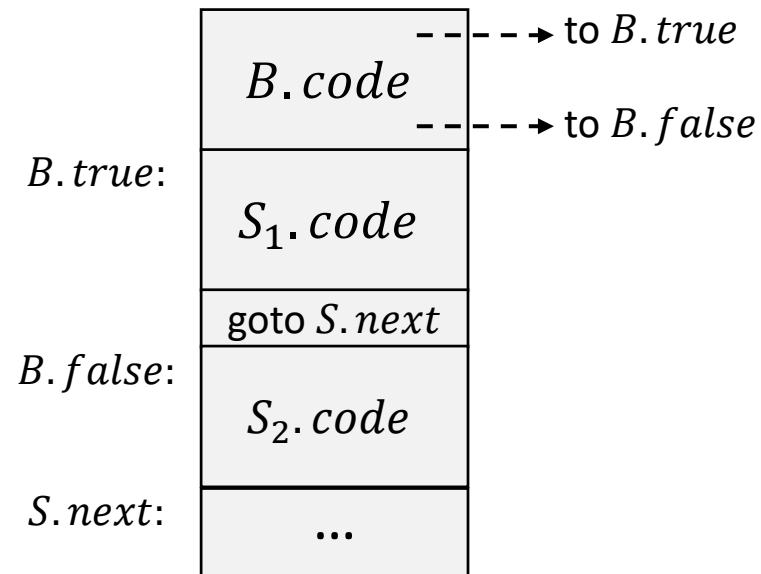 to B.true
B.code
to B.false
B.true:
S₁.code
goto S.next
B.false:
S₂.code
S.next:
...